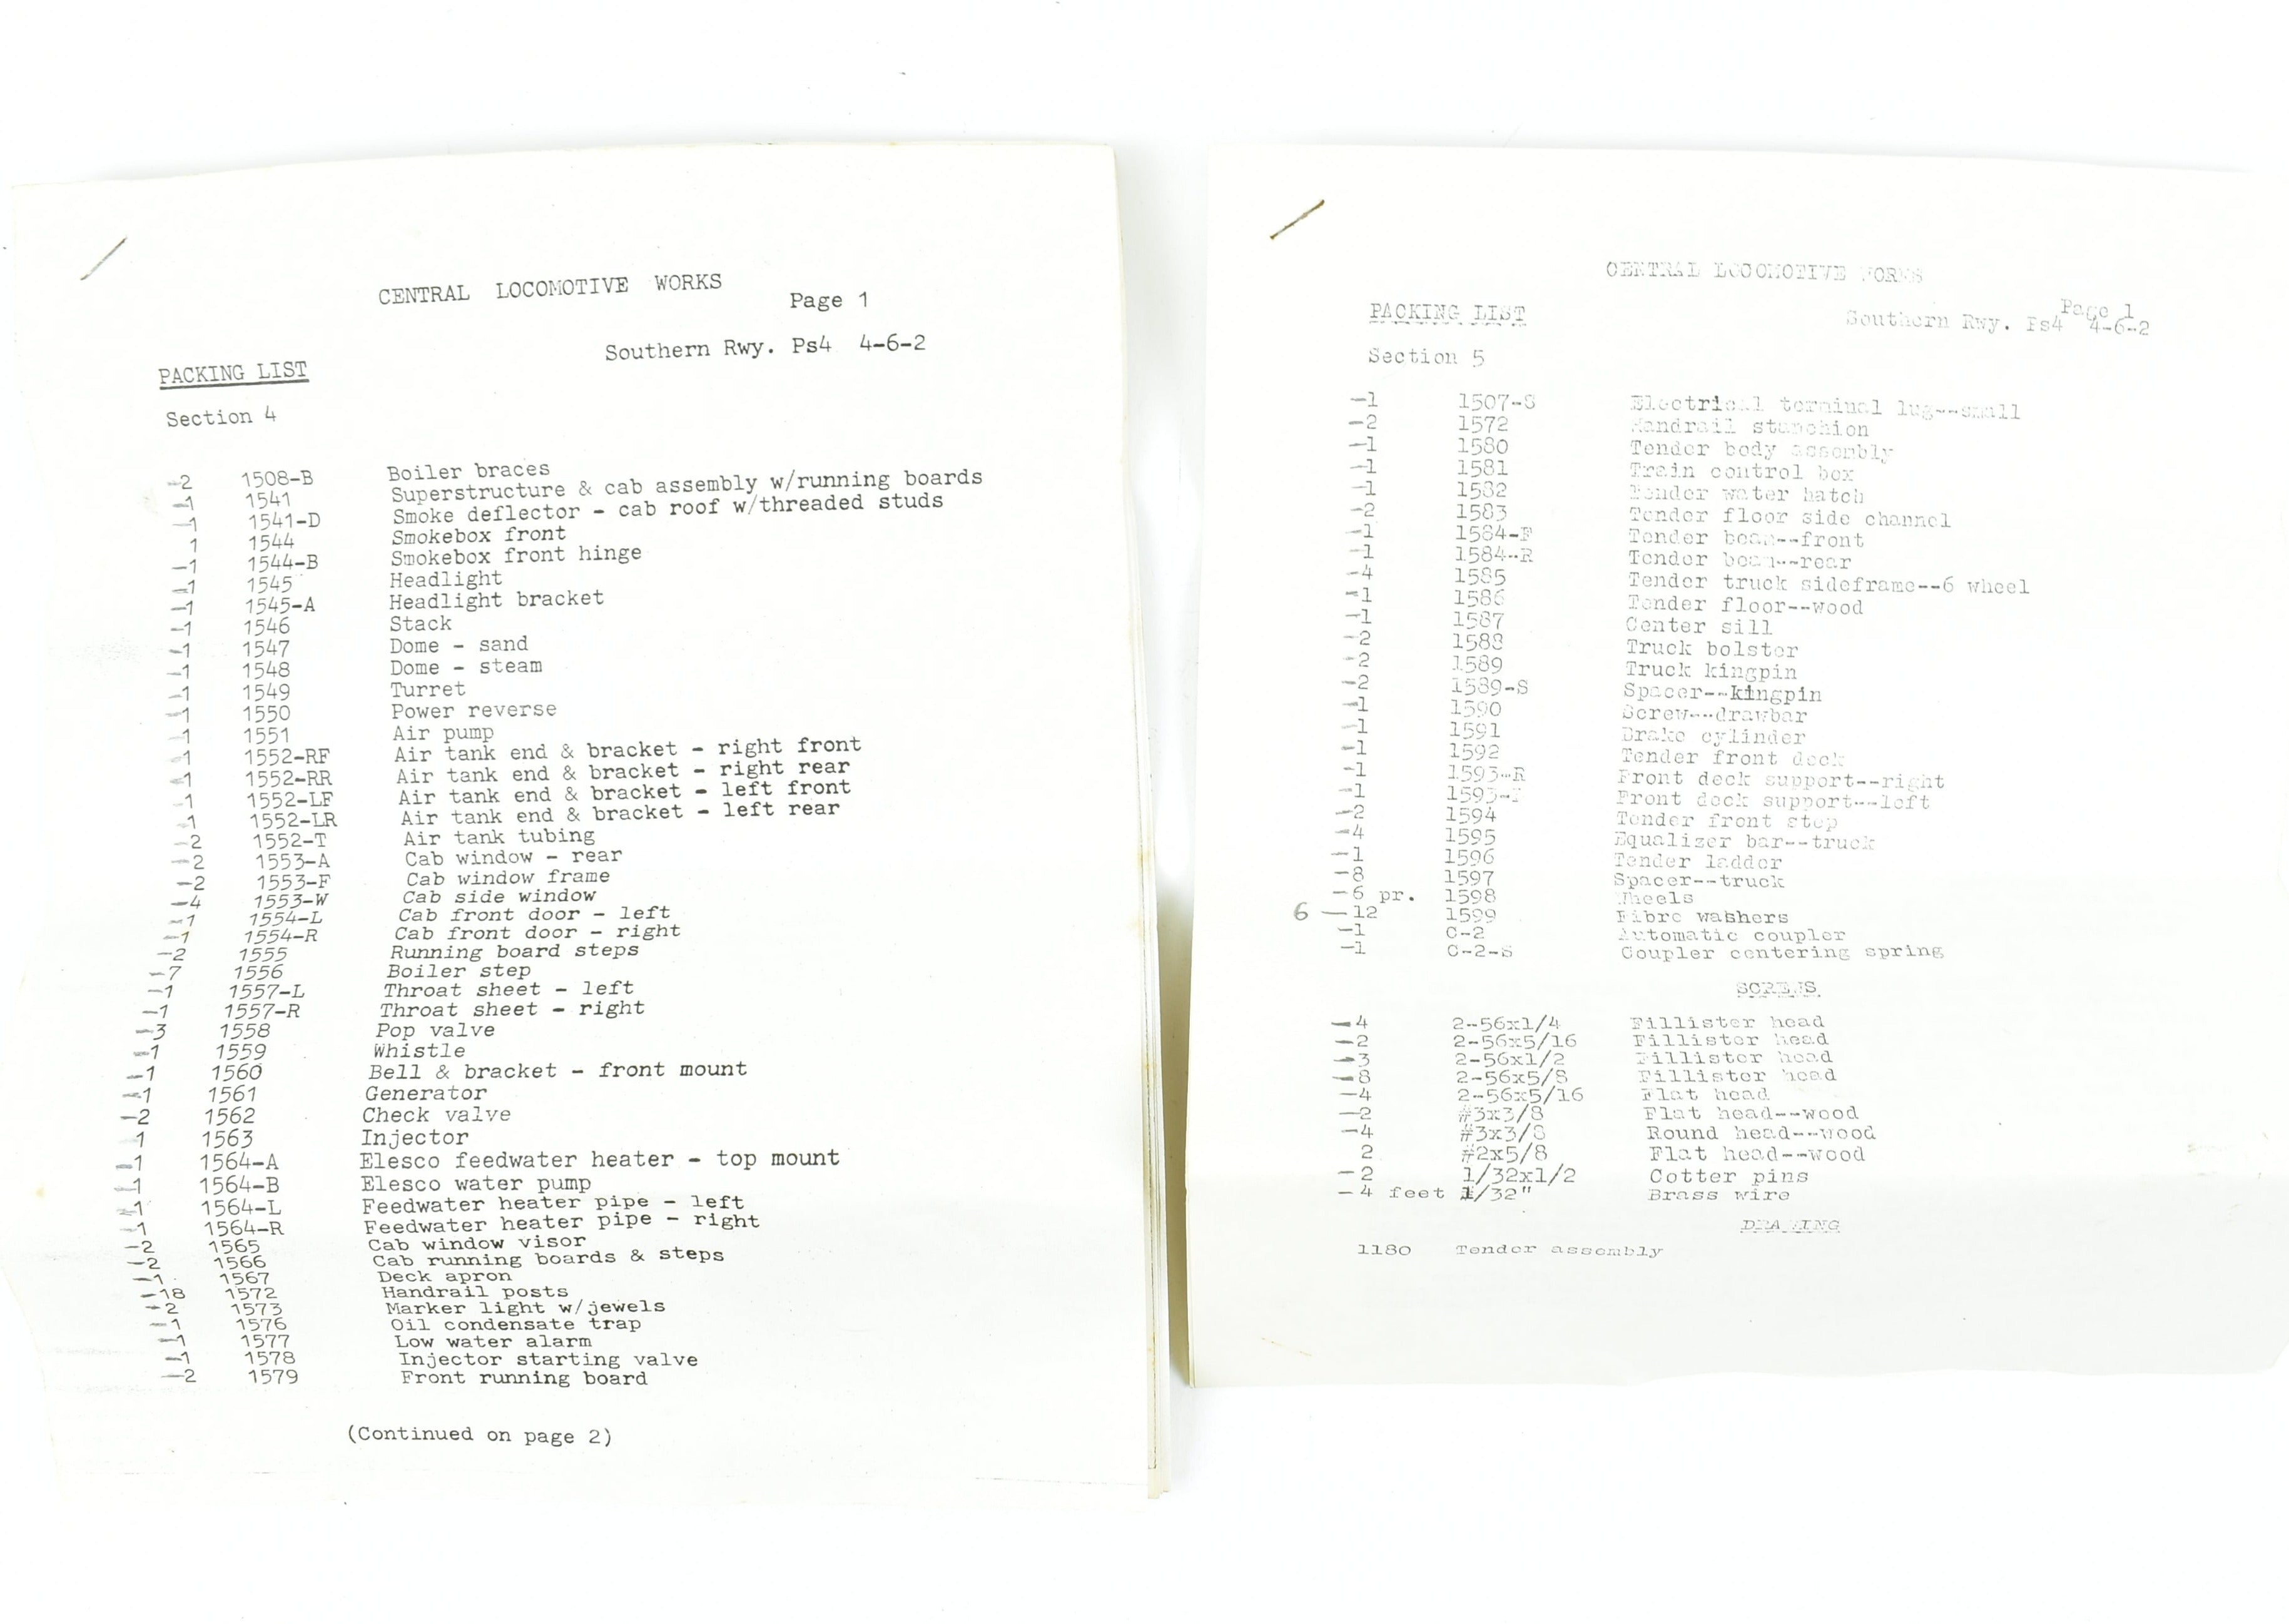 CENTRAL LOCOMOTIVE WORKS
Page 1
Southern Rwy. Ps4 4-6-2
PACKING LIST
Section 4
2 1508-B Boiler braces
1 1541 Superstructure & cab assembly w/running boards
1 1541-D Smoke deflector - cab roof w/threaded studs
1 1544 Smokebox front
1 1544-B Smokebox front hinge
1 1545 Headlight
1 1545-A Headlight bracket
1 1546 Stack
1 1547 Dome - sand
1 1548 Dome - steam
1 1549 Turret
1 1550 Power reverse
1 1551 Air pump
1 1552-RF Air tank end & bracket - right front
1 1552-RR Air tank end & bracket - right rear
1 1552-LF Air tank end & bracket - left front
1 1552-LR Air tank end & bracket - left rear
2 1552-T Air tank tubing
2 1553-A Cab window - rear
2 1553-F Cab window frame
4 1553-W Cab side window
1 1554-L Cab front door - left
1 1554-R Cab front door - right
2 1555 Running board steps
7 1556 Boiler step
1 1557-L Throat sheet - left
1 1557-R Throat sheet - right
3 1558 Pop valve
1 1559 Whistle
1 1560 Bell & bracket - front mount
1 1561 Generator
2 1562 Check valve
1 1563 Injector
1 1564-A Elesco feedwater heater - top mount
1 1564-B Elesco water pump
1 1564-L Feedwater heater pipe - left
1 1564-R Feedwater heater pipe - right
2 1565 Cab window visor
2 1566 Cab running boards & steps
1 1567 Deck apron
18 1572 Handrail posts
2 1573 Marker light w/jewels
1 1576 Oil condensate trap
1 1577 Low water alarm
1 1578 Injector starting valve
2 1579 Front running board
(Continued on page 2)
CENTRAL LOCOMOTIVE WORKS
Page 1
PACKING LIST Southern Rwy. Ps4 4-6-2
Section 5
1 1507-S Electrical terminal lug--small
2 1572 Handrail stanchion
1 1580 Tender body assembly
1 1581 Train control box
1 1582 Tender water hatch
2 1583 Tender floor side channel
1 1584-F Tender beam--front
1 1584-R Tender beam--rear
4 1585 Tender truck sideframe--6 wheel
1 1586 Tender floor--wood
1 1587 Center sill
2 1588 Truck bolster
2 1589 Truck kingpin
2 1589-S Spacer--kingpin
1 1590 Screw--drawbar
1 1591 Brake cylinder
1 1592 Tender front deck
1 1593-R Front deck support--right
1 1593-L Front deck support--left
2 1594 Tender front step
4 1595 Equalizer bar--truck
1 1596 Tender ladder
8 1597 Spacer--truck
6 pr. 1598 Wheels
6 12 1599 Fibre washers
1 C-2 Automatic coupler
1 C-2-S Coupler centering spring
SCREWS
4 2-56x1/4 Fillister head
2 2-56x5/16 Fillister head
3 2-56x1/2 Fillister head
8 2-56x5/8 Fillister head
4 2-56x5/16 Flat head
2 #3x3/8 Flat head--wood
4 #3x3/8 Round head--wood
2 #2x5/8 Flat head--wood
2 1/32x1/2 Cotter pins
4 feet 1/32" Brass wire
DRAWING
1180 Tender assembly